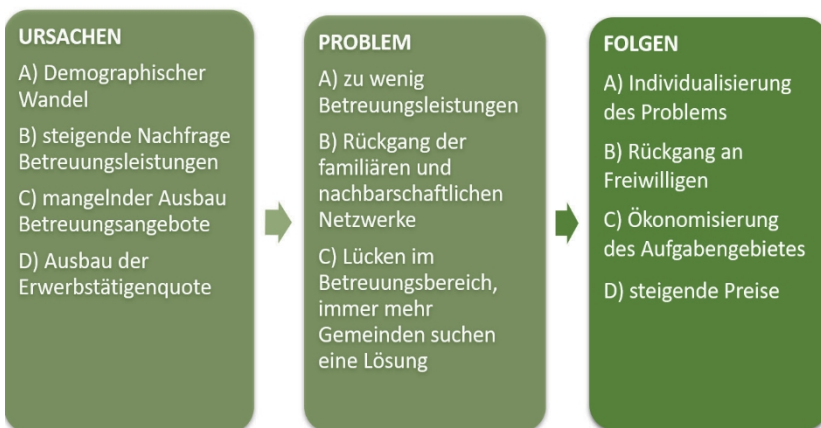 URSACHEN
A) Demographischer
Wandel
B) steigende Nachfrage
Betreuungsleistungen
C) mangelnder Ausbau
Betreuungsangebote
D) Ausbau der
Erwerbstätigenquote
PROBLEM
A) zu wenig
Betreuungsleistungen
B) Rückgang der
familiären und
nachbarschaftlichen
Netzwerke
C) Lücken im
Betreuungsbereich,
immer mehr
Gemeinden suchen
eine Lösung
FOLGEN
A) Individualisierung
des Problems
B) Rückgang an
Freiwilligen
C) Ökonomisierung
des Aufgabengebietes
D) steigende Preise